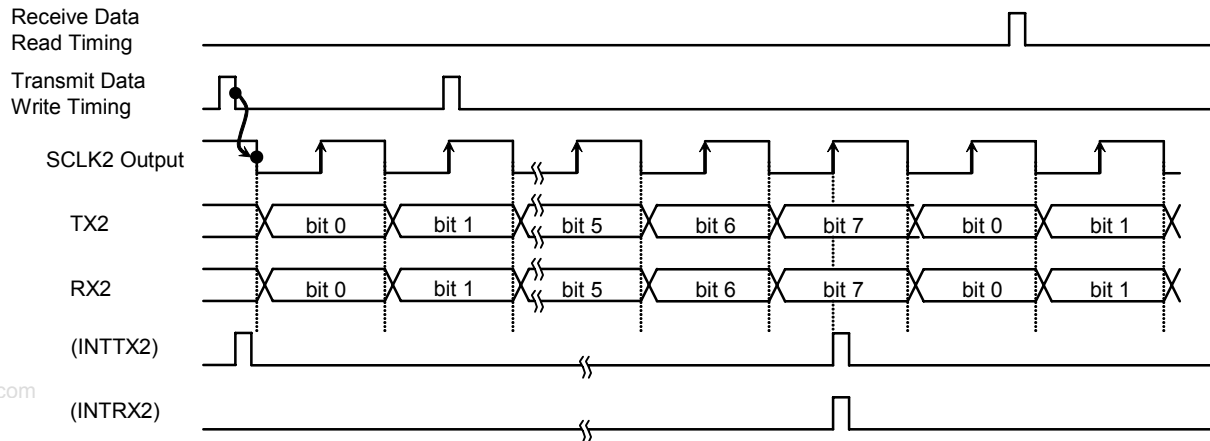 Receive Data
Read Timing
Transmit Data
Write Timing
SCLK2 Output
TX2
bit 0 bit 1 bit 5 bit 6 bit 7 bit 0 bit 1
RX2
bit 0 bit 1 bit 5 bit 6 bit 7 bit 0 bit 1
(INTTX2)
com
(INTRX2)